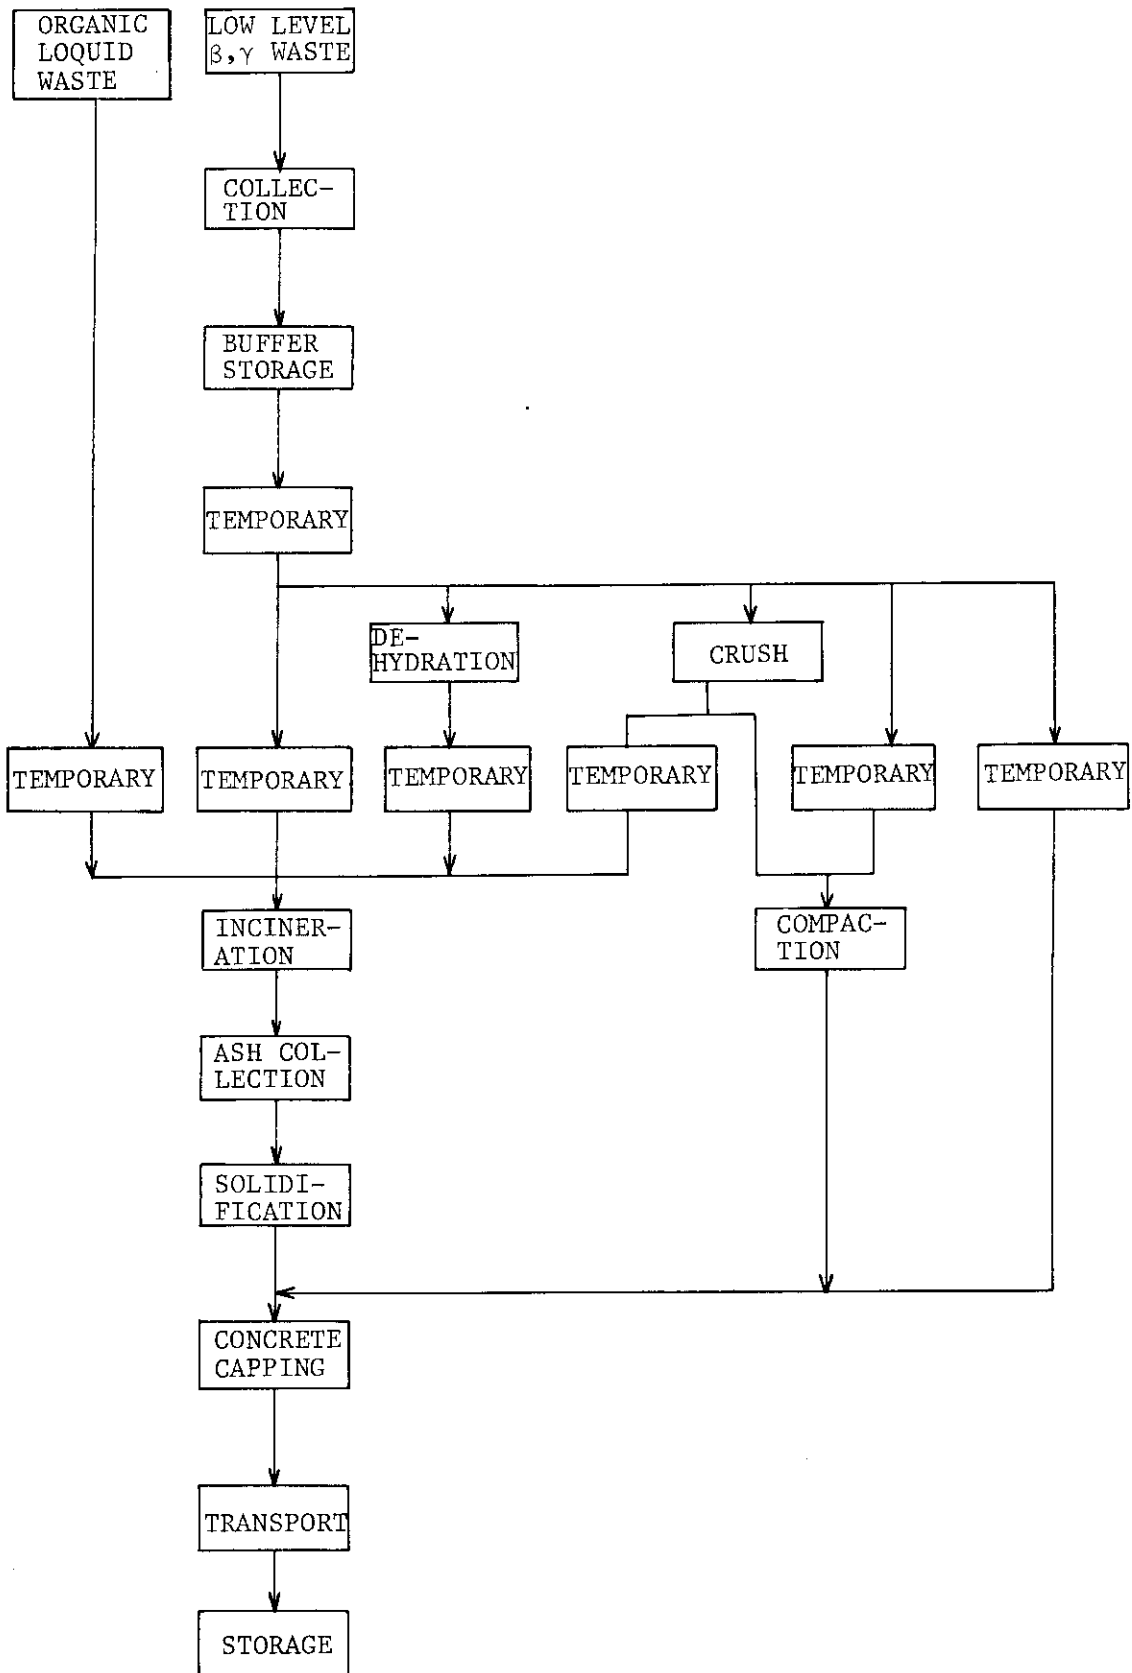 ORGANIC
LOQUID
WASTE
LOW LEVEL
β,γ WASTE
COLLEC-
TION
BUFFER
STORAGE
TEMPORARY
DE-
HYDRATION
CRUSH
TEMPORARY
TEMPORARY
TEMPORARY
TEMPORARY
TEMPORARY
TEMPORARY
INCINER-
ATION
COMPAC-
TION
ASH COL-
LECTION
SOLIDI-
FICATION
CONCRETE
CAPPING
TRANSPORT
STORAGE